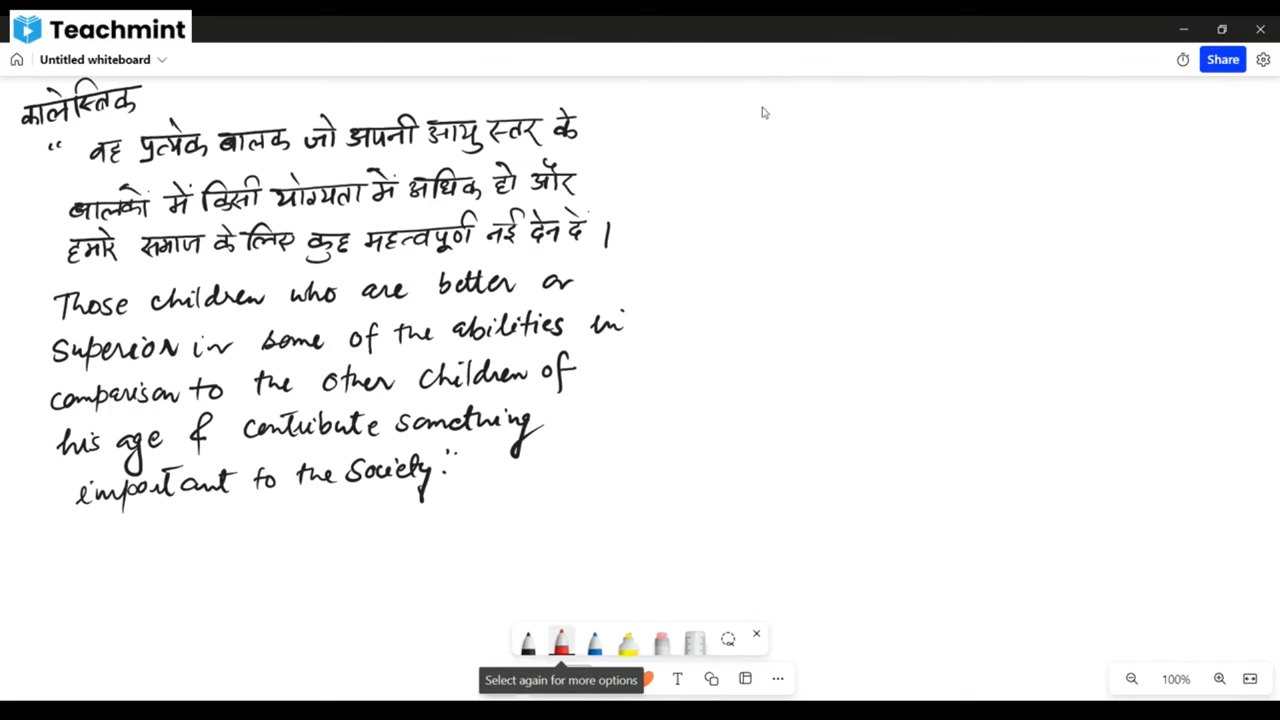 Teachmint
Untitled whiteboard
Share
कालेस्तिक
“ वह प्रत्येक बालक जो अपनी आयु स्तर के
बालकों में किसी योग्यता में अधिक हो और
हमारे समाज के लिए कुह महत्वपूर्ण नई देन दे ।
Those children who are better or
Superior in some of the abilities in
comparison to the other children of
his age & contribute something
important to the Society."
Select again for more options
T
100%